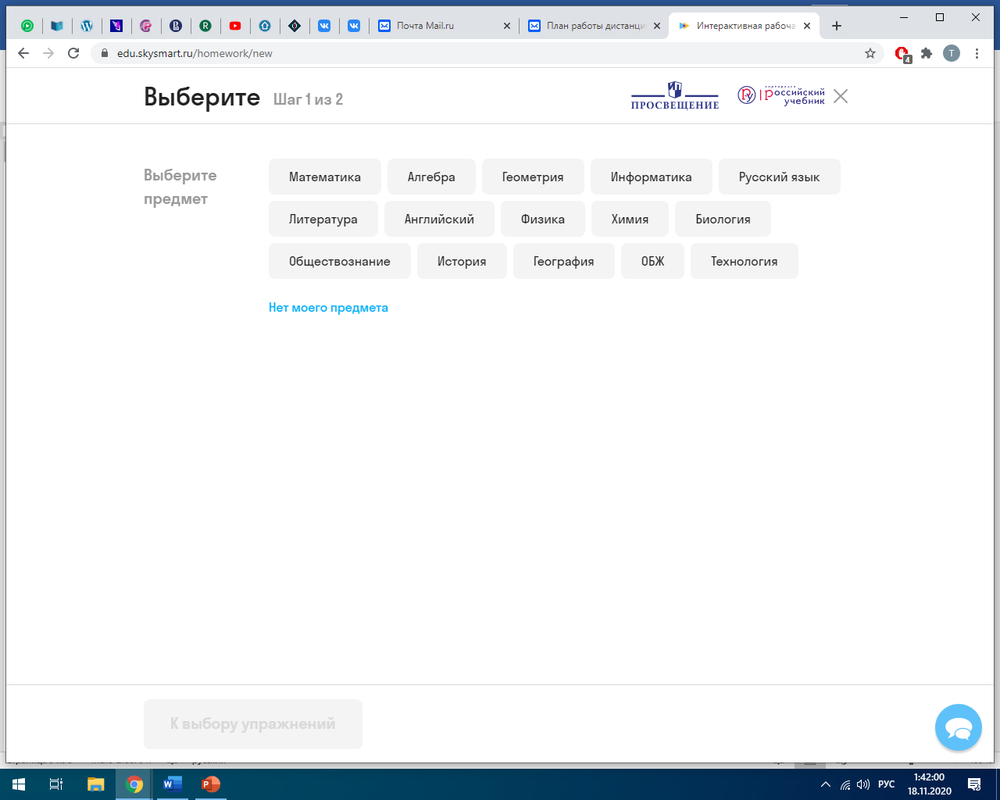 Почта Mail.ru
План работы дистанци
Интерактивная рабоча
edu.skysmart.ru/homework/new
4
T
Выберите Шаг 1 из 2
ПРОСВЕЩЕНИЕ
российский
учебник
Выберите
предмет
Математика Алгебра Геометрия Информатика Русский язык
Литература Английский Физика Химия Биология
Обществознание История География ОБЖ Технология
Нет моего предмета
К выбору упражнений
РУС
1:42:00
18.11.2020